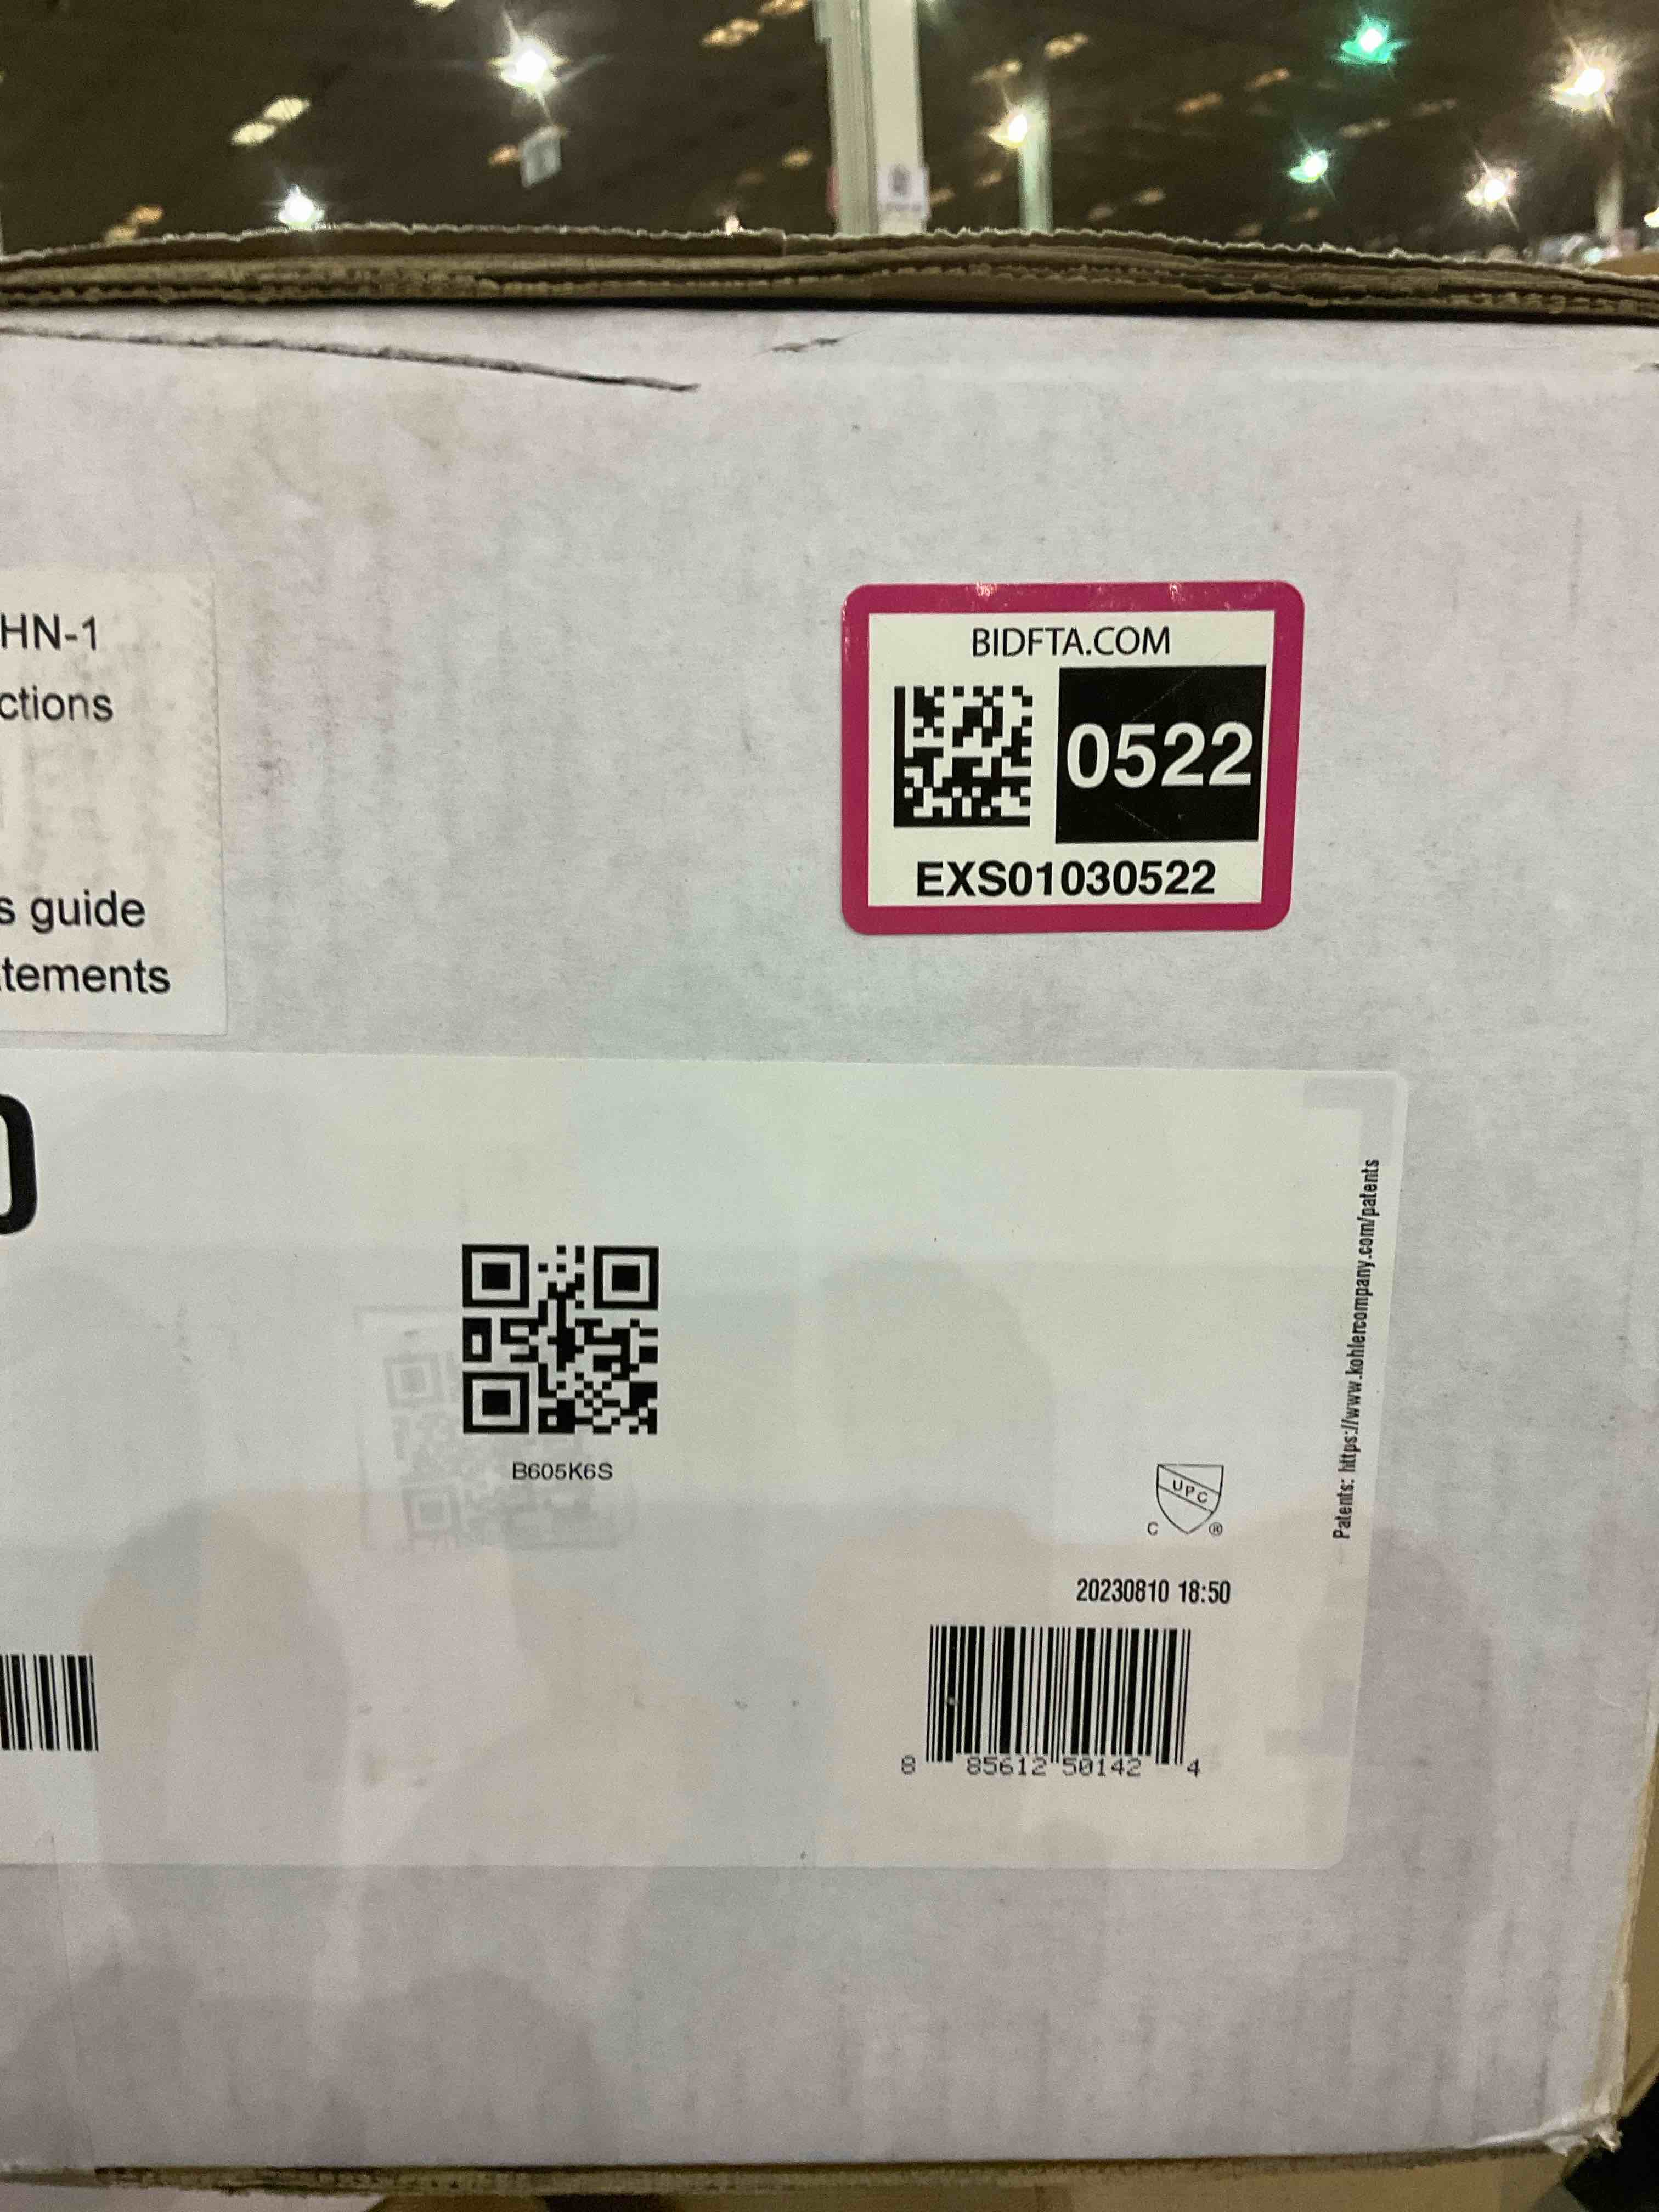 HN-1
ctions
s guide
tements
BIDFTA.COM
0522
EXS01030522
B605K6S
Patents: https://www.kohlercompany.com/patents
UPC
C ®
20230810 18:50
8 85612 50142 4